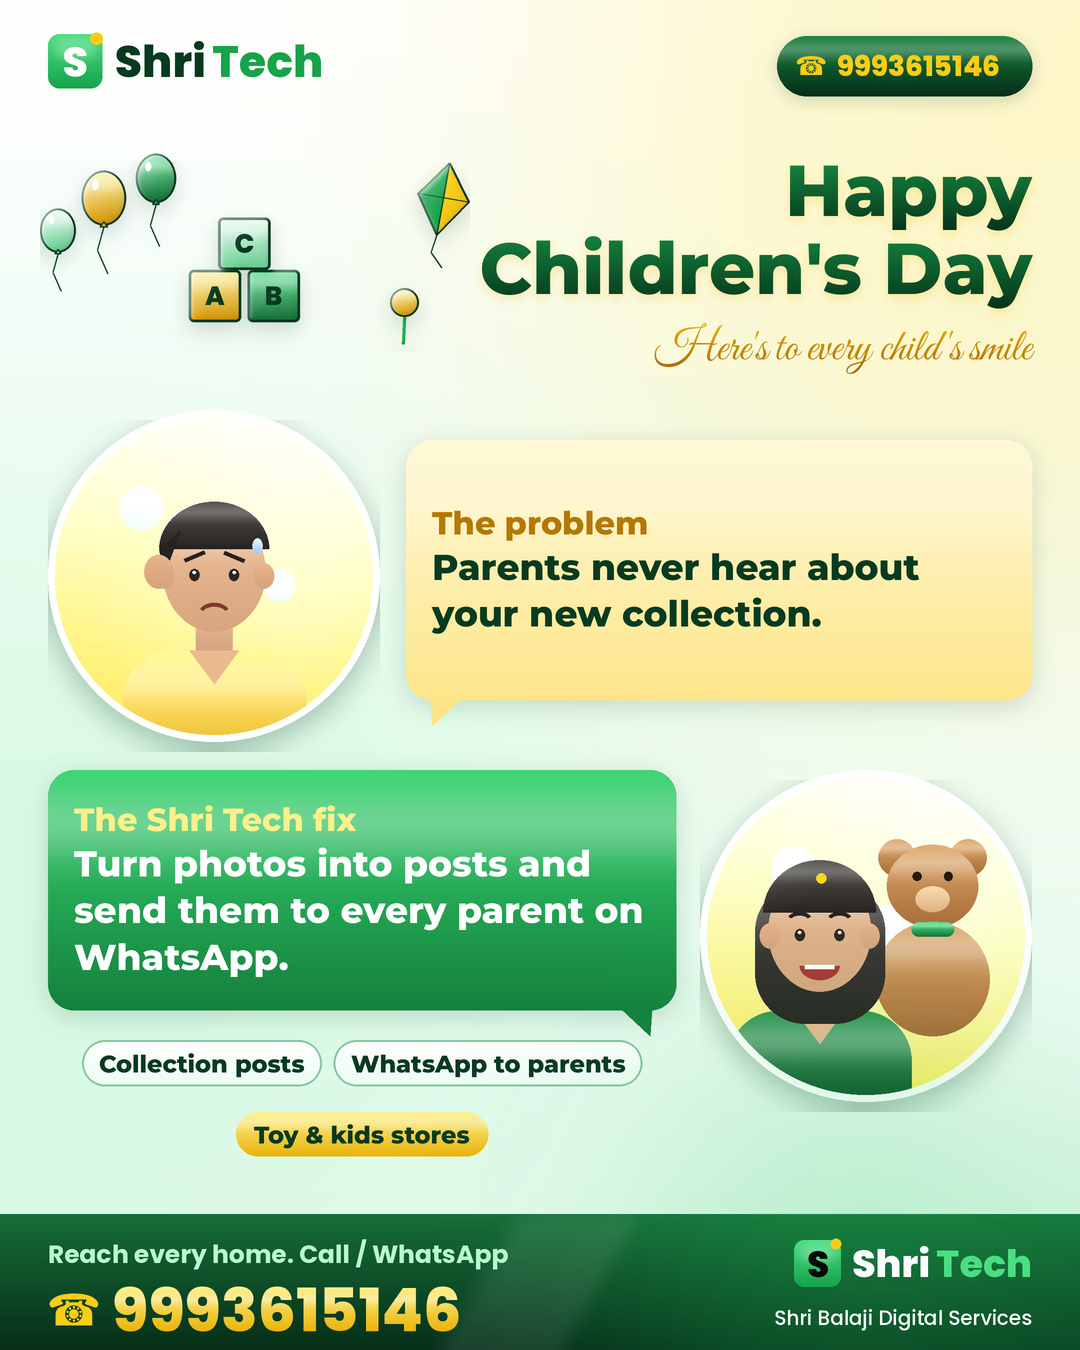 S Shri Tech
☎ 9993615146
C
A B
Happy
Children's Day
Here's to every child's smile
The problem
Parents never hear about
your new collection.
The Shri Tech fix
Turn photos into posts and
send them to every parent on
WhatsApp.
Collection posts
WhatsApp to parents
Toy & kids stores
Reach every home. Call / WhatsApp
☎ 9993615146
S Shri Tech
Shri Balaji Digital Services